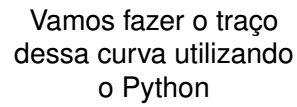 Vamos fazer o traço
dessa curva utilizando
o Python